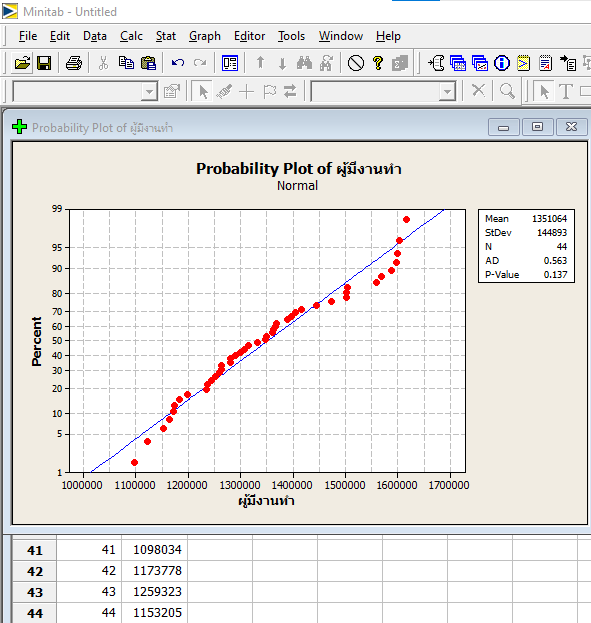 Minitab - Untitled
File Edit Data Calc Stat Graph Editor Tools Window Help
Probability Plot of ผู้มีงานทำ
Probability Plot of ผู้มีงานทำ
Normal
99
95
90
80
70
60
50
40
30
20
10
5
1
Percent
1000000 1100000 1200000 1300000 1400000 1500000 1600000 1700000
ผู้มีงานทำ
Mean 1351064
StDev 144893
N 44
AD 0.563
P-Value 0.137
41 41 1098034
42 42 1173778
43 43 1259323
44 44 1153205